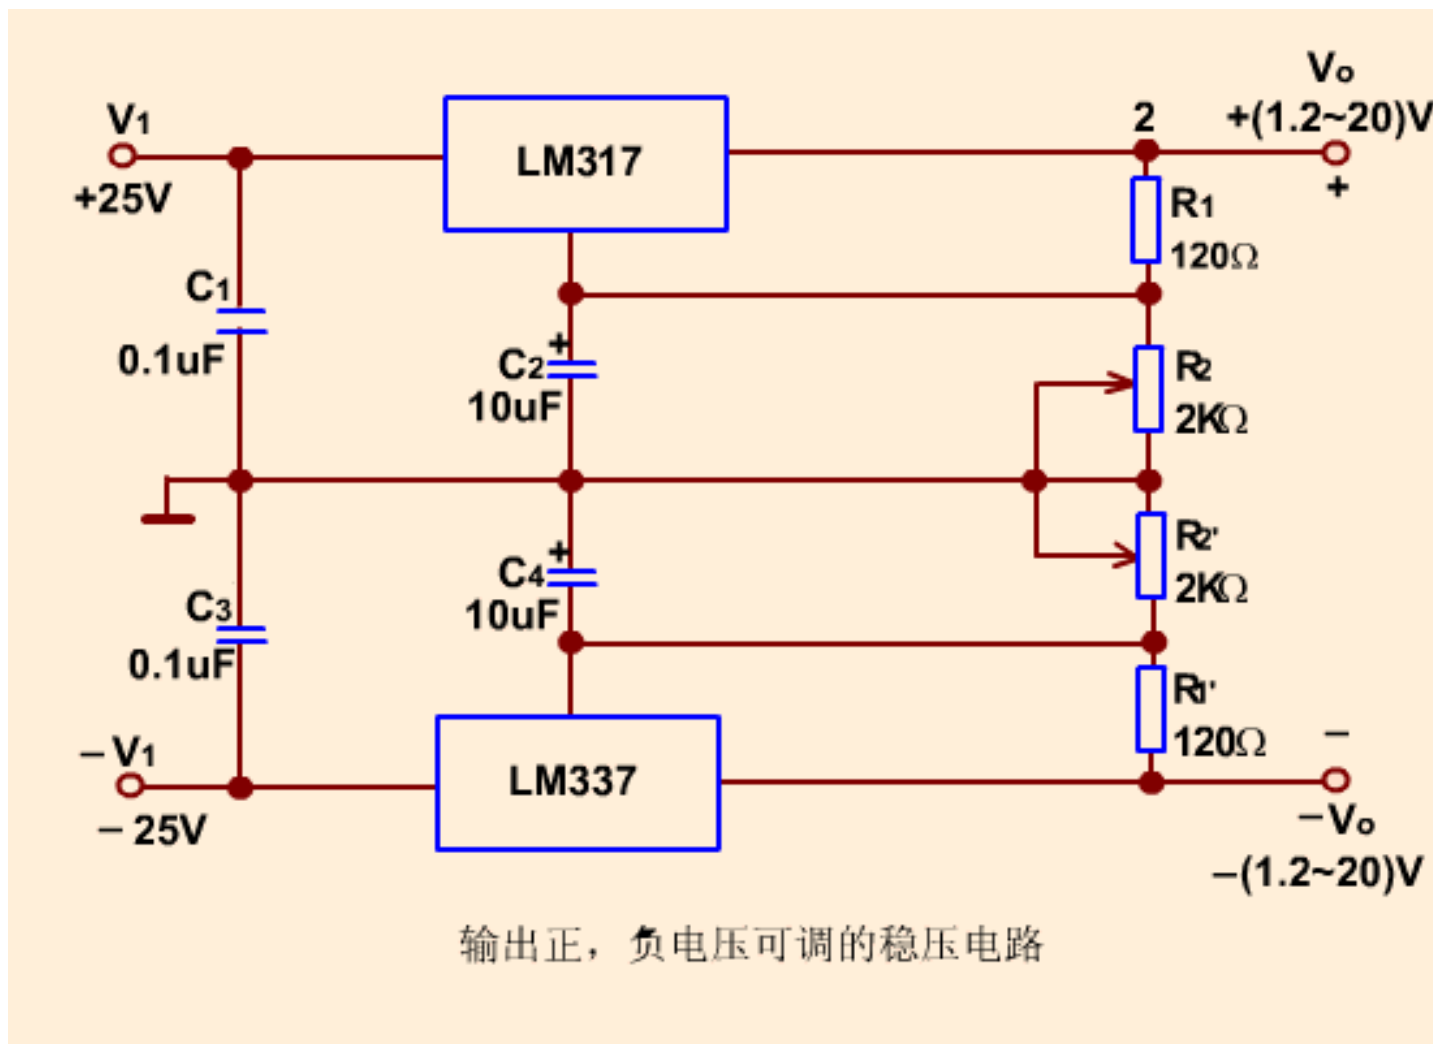 Vo
+(1.2~20)V
2
+
V1
+25V
LM317
R1
120Ω
C1
0.1uF
+
C2
10uF
R2
2KΩ
+
C4
10uF
R2'
2KΩ
C3
0.1uF
R1'
120Ω
–
– V1
– 25V
LM337
–Vo
–(1.2~20)V
输出正，负电压可调的稳压电路